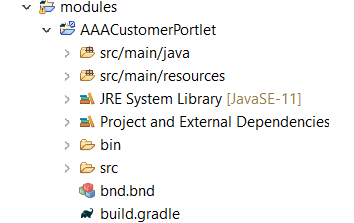 modules
AAACustomerPortlet
src/main/java
src/main/resources
JRE System Library [JavaSE-11]
Project and External Dependencies
bin
src
bnd.bnd
build.gradle